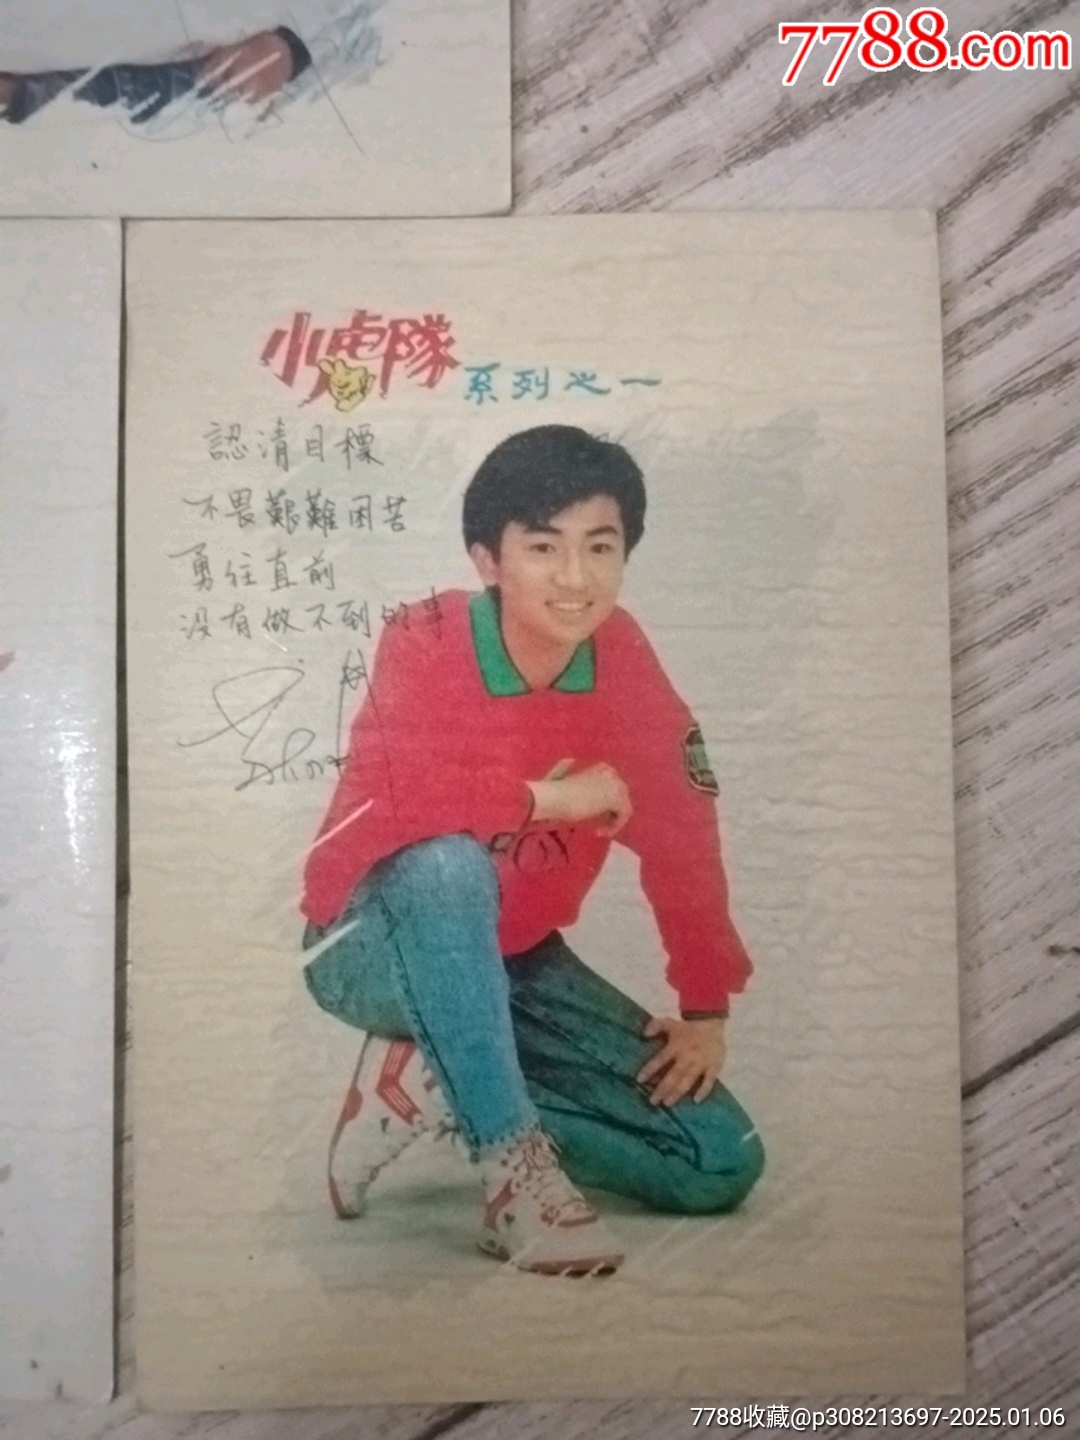 7788.com
小虎隊
系列之一
認清目標
不畏艱難困苦
勇往直前
没有做不到的事
FOX
7788收藏@p308213697-2025.01.06